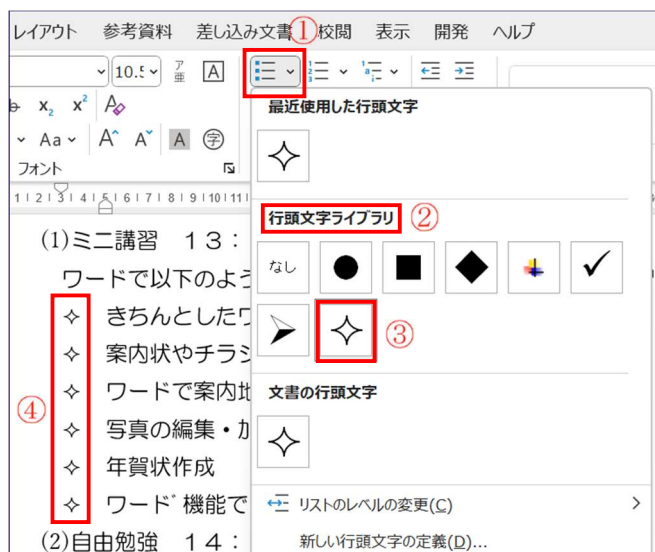 レイアウト 参考資料 差し込み文書 ① 校閲 表示 開発 ヘルプ
10.5 ア亜 A
x₂ x² A
Aa A A A 字
フォント
最近使用した行頭文字
行頭文字ライブラリ ②
なし
③
文書の行頭文字
リストのレベルの変更(C)
新しい行頭文字の定義(D)...
(1)ミニ講習 13：
ワードで以下のよう
きちんとした
案内状やチラシ
ワードで案内地
写真の編集・加
年賀状作成
ワード゛機能で
④
(2)自由勉強 14：